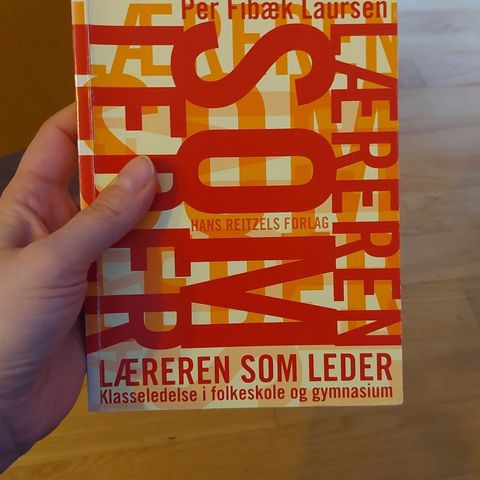 Per Fibæk Laursen
LÆREREN
SOM
LEDER
HANS REITZELS FORLAG
LÆREREN SOM LEDER
Klasseledelse i folkeskole og gymnasium